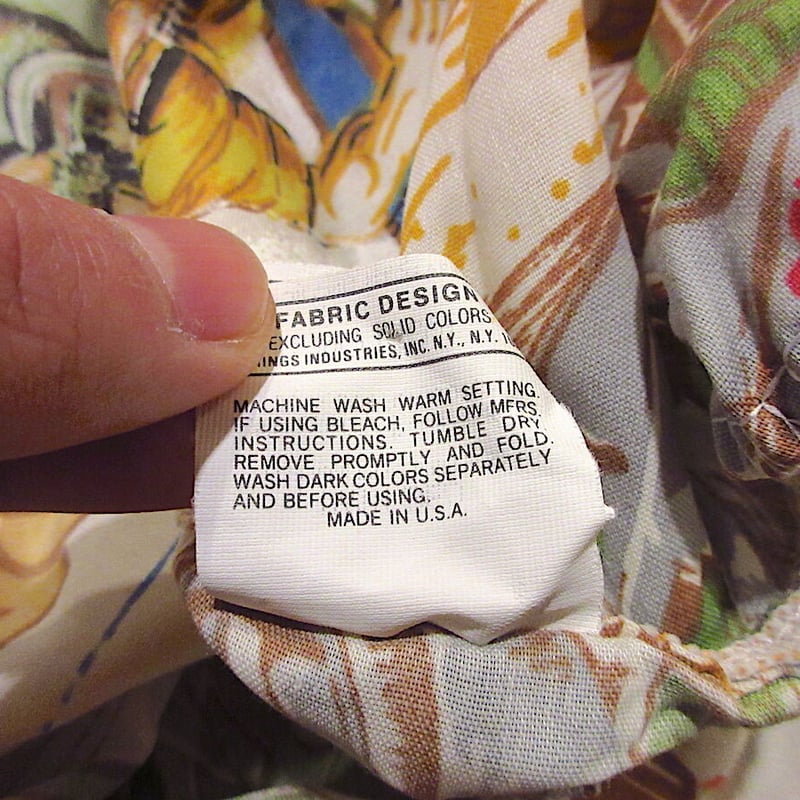 FABRIC DESIGN
EXCLUDING SOLID COLORS
INGS INDUSTRIES, INC. N.Y., N.Y.
MACHINE WASH WARM SETTING.
IF USING BLEACH, FOLLOW MFRS.
INSTRUCTIONS. TUMBLE DRY.
REMOVE PROMPTLY AND FOLD.
WASH DARK COLORS SEPARATELY
AND BEFORE USING.
MADE IN U.S.A.